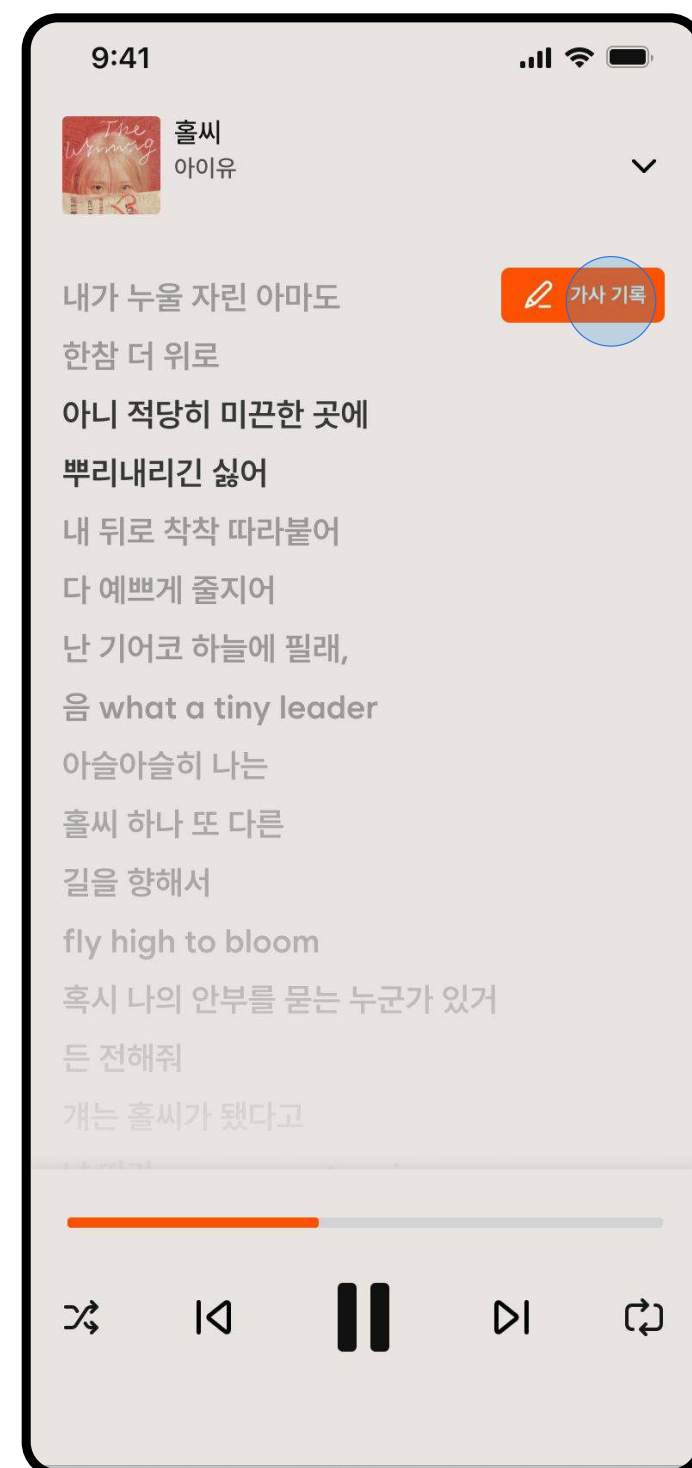 9:41
The
Winning
홀씨
아이유
내가 누울 자린 아마도
가사 기록
한참 더 위로
아니 적당히 미끈한 곳에
뿌리내리긴 싫어
내 뒤로 착착 따라붙어
다 예쁘게 줄지어
난 기어코 하늘에 필래,
음 what a tiny leader
아슬아슬히 나는
홀씨 하나 또 다른
길을 향해서
fly high to bloom
혹시 나의 안부를 묻는 누군가 있거
든 전해줘
걔는 홀씨가 됐다고